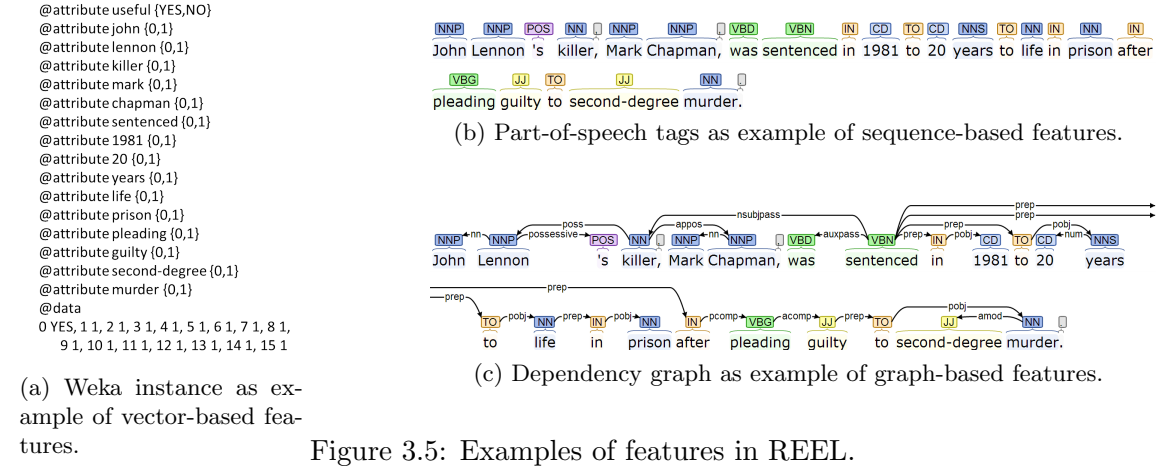 @attribute useful {YES,NO}
@attribute john {0,1}
@attribute lennon {0,1}
@attribute killer {0,1}
@attribute mark {0,1}
@attribute chapman {0,1}
@attribute sentenced {0,1}
@attribute 1981 {0,1}
@attribute 20 {0,1}
@attribute years {0,1}
@attribute life {0,1}
@attribute prison {0,1}
@attribute pleading {0,1}
@attribute guilty {0,1}
@attribute second-degree {0,1}
@attribute murder {0,1}
@data
0 YES, 1 1, 2 1, 3 1, 4 1, 5 1, 6 1, 7 1, 8 1,
9 1, 10 1, 11 1, 12 1, 13 1, 14 1, 15 1
(a) Weka instance as ex-
ample of vector-based fea-
tures.
NNP NNP POS NN , NNP NNP , VBD VBN IN CD TO CD NNS TO NN IN NN IN
John Lennon 's killer, Mark Chapman, was sentenced in 1981 to 20 years to life in prison after
VBG JJ TO JJ NN .
pleading guilty to second-degree murder.
(b) Part-of-speech tags as example of sequence-based features.
prep
prep
nsubjpass
poss appos prep pobj
NNP nn NNP possessive POS NN , NNP nn NNP , VBD auxpass VBN prep IN pobj CD TO CD num NNS
John Lennon 's killer, Mark Chapman, was sentenced in 1981 to 20 years
prep
prep pobj
TO pobj NN prep IN pobj NN IN pcomp VBG acomp JJ prep TO JJ amod NN .
to life in prison after pleading guilty to second-degree murder.
(c) Dependency graph as example of graph-based features.
Figure 3.5: Examples of features in REEL.